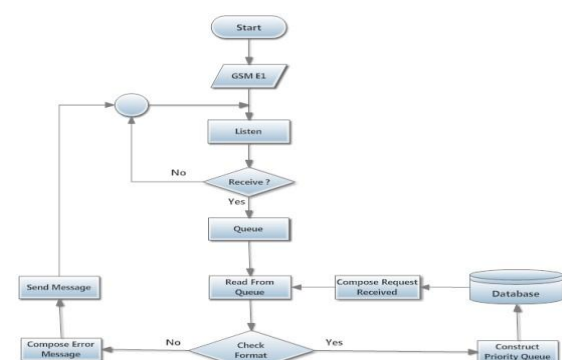 Start
GSM E1
Listen
No
Receive ?
Yes
Queue
Send Message
Read From
Queue
Compose Request
Received
Database
Compose Error
Message
No
Check
Format
Yes
Construct
Priority Queue